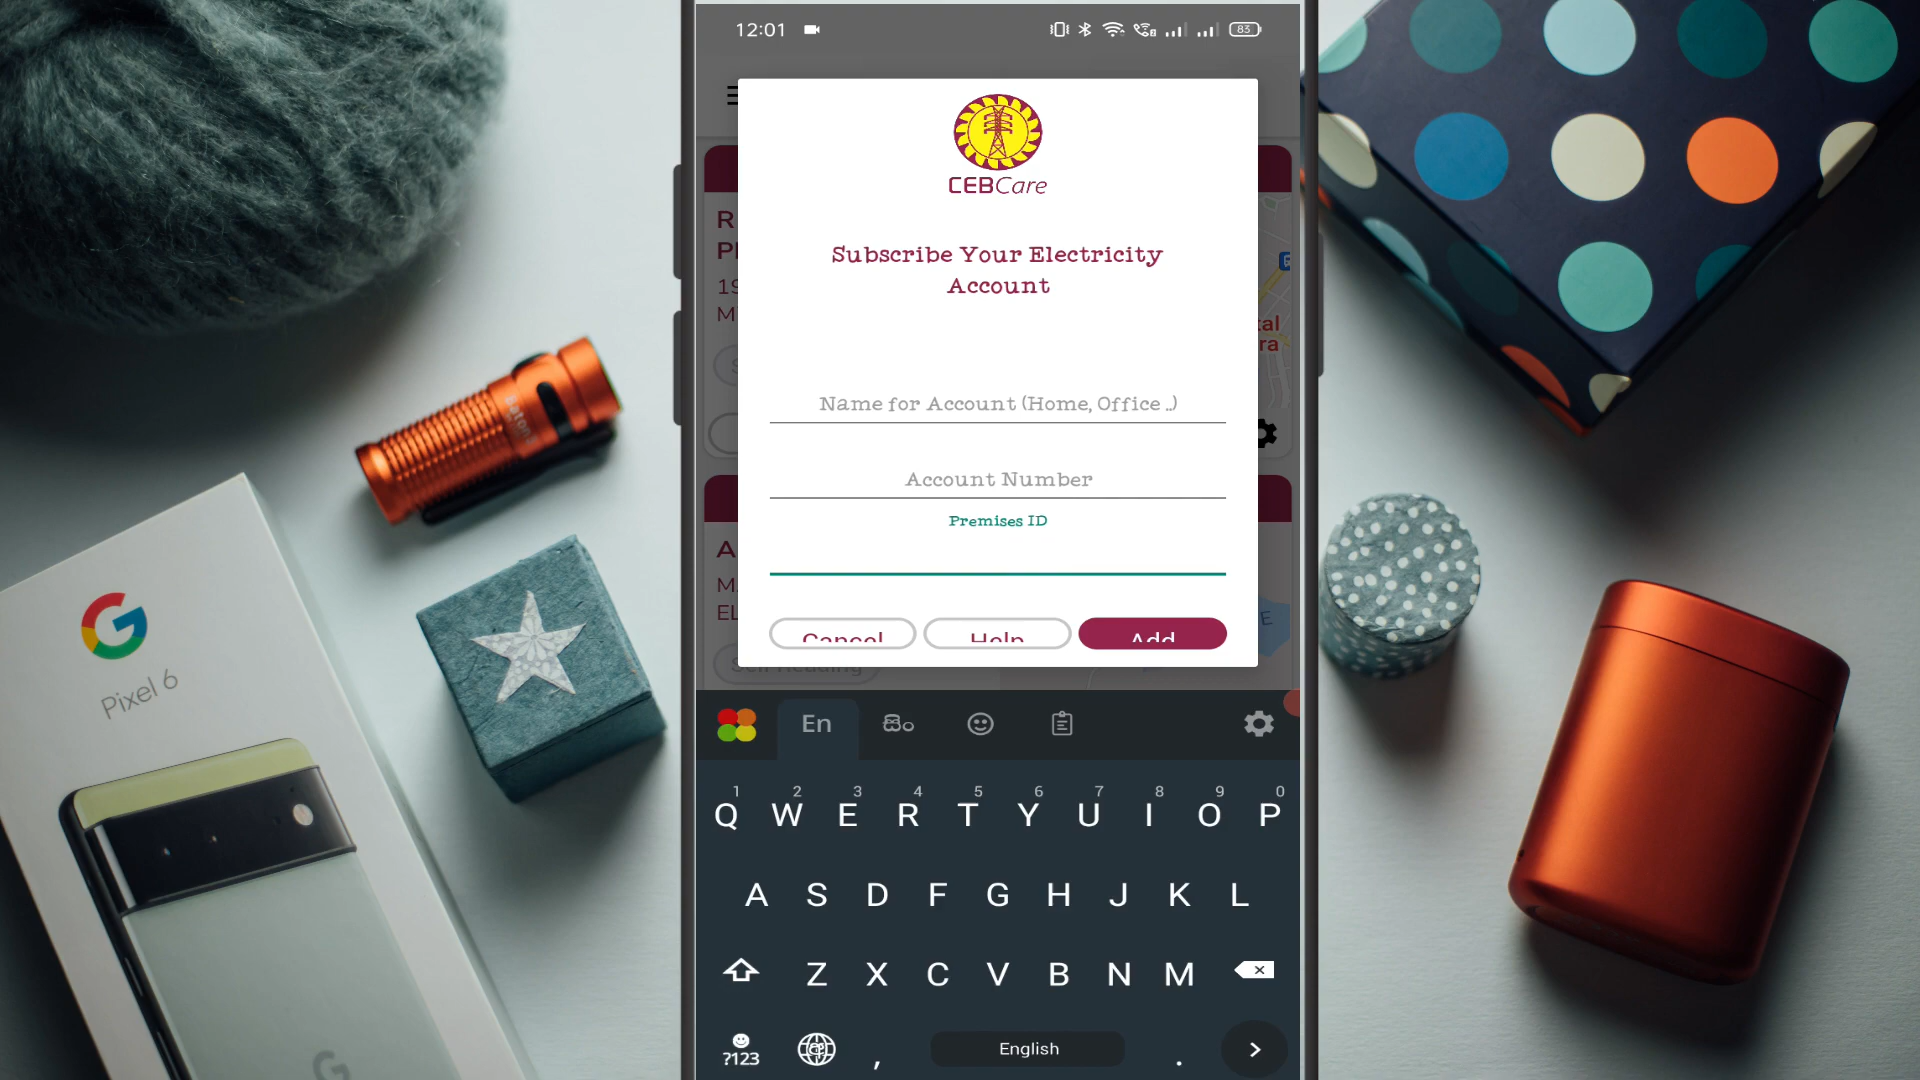 12:01
83
CEBCare
Subscribe Your Electricity
Account
Name for Account (Home, Office ..)
Account Number
Premises ID
Cancel
Help
Add
En
සිං
1 2 3 4 5 6 7 8 9 0
Q W E R T Y U I O P
A S D F G H J K L
Z X C V B N M
?123
,
English
.
G
Pixel 6
G